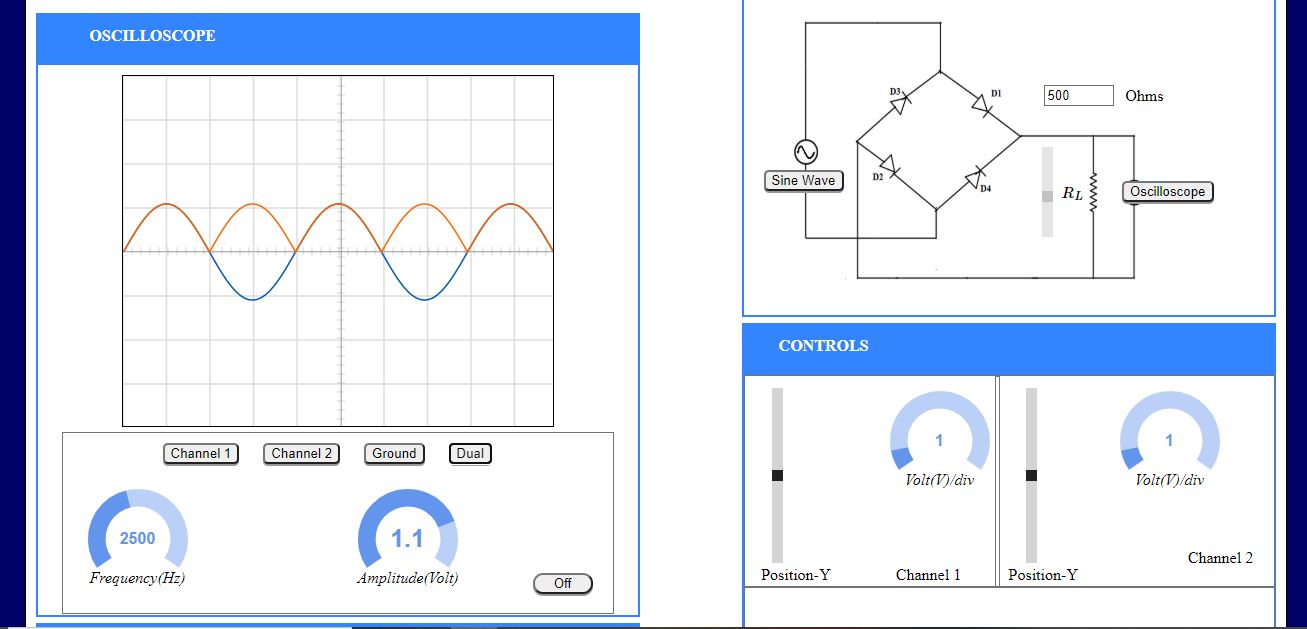 OSCILLOSCOPE
Channel 1 Channel 2 Ground Dual
2500 1.1
Frequency(Hz) Amplitude(Volt)
Off
D3 D1
500 Ohms
Sine Wave
D2 D4
RL Oscilloscope
CONTROLS
1 1
Volt(V)/div Volt(V)/div
Channel 2
Position-Y Channel 1 Position-Y